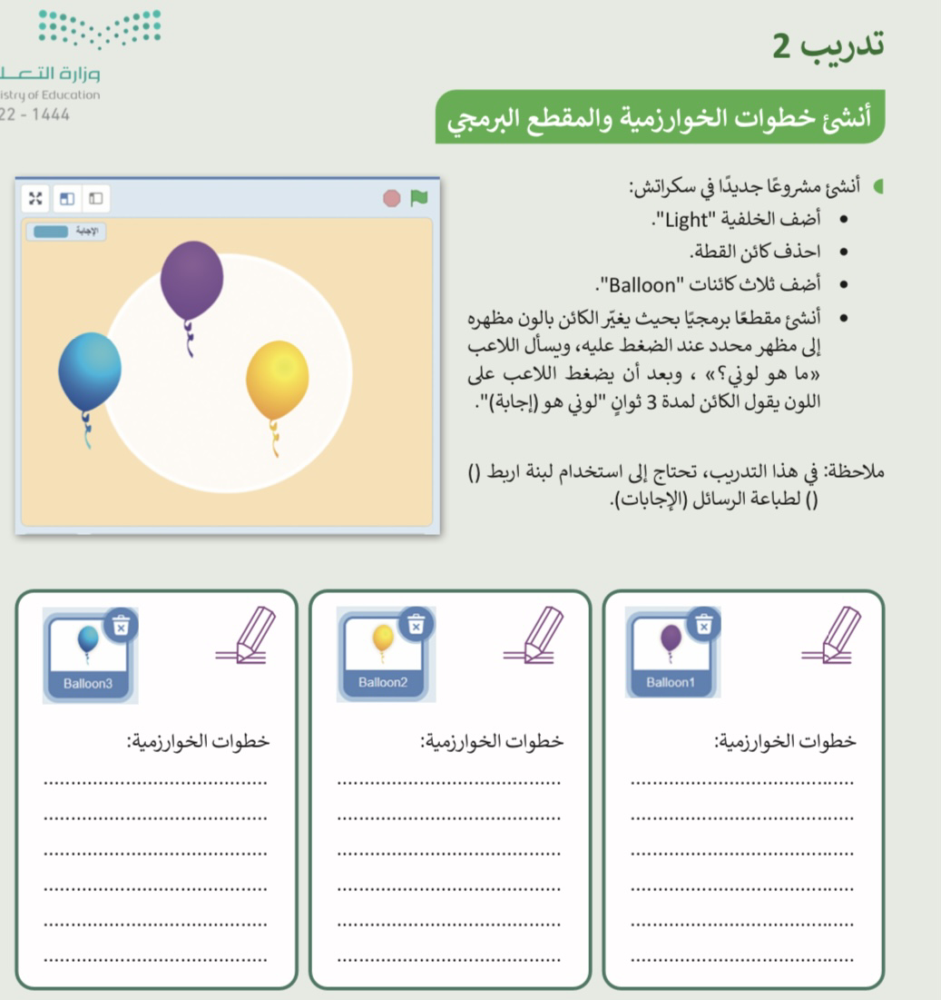 وزارة التعـلـ
istry of Education
22 - 1444
تدريب 2
أنشئ خطوات الخوارزمية والمقطع البرمجي
أنشئ مشروعًا جديدًا في سكراتش:
• أضف الخلفية "Light".
• احذف كائن القطة.
• أضف ثلاث كائنات "Balloon".
• أنشئ مقطعًا برمجيًا بحيث يغيّر الكائن بالون مظهره
إلى مظهر محدد عند الضغط عليه، ويسأل اللاعب
«ما هو لوني؟» ، وبعد أن يضغط اللاعب على
اللون يقول الكائن لمدة 3 ثوانٍ "لوني هو (إجابة)".
ملاحظة: في هذا التدريب، تحتاج إلى استخدام لبنة اربط ()
() لطباعة الرسائل (الإجابات).
الإجابة
Balloon1
خطوات الخوارزمية:
Balloon2
خطوات الخوارزمية:
Balloon3
خطوات الخوارزمية: